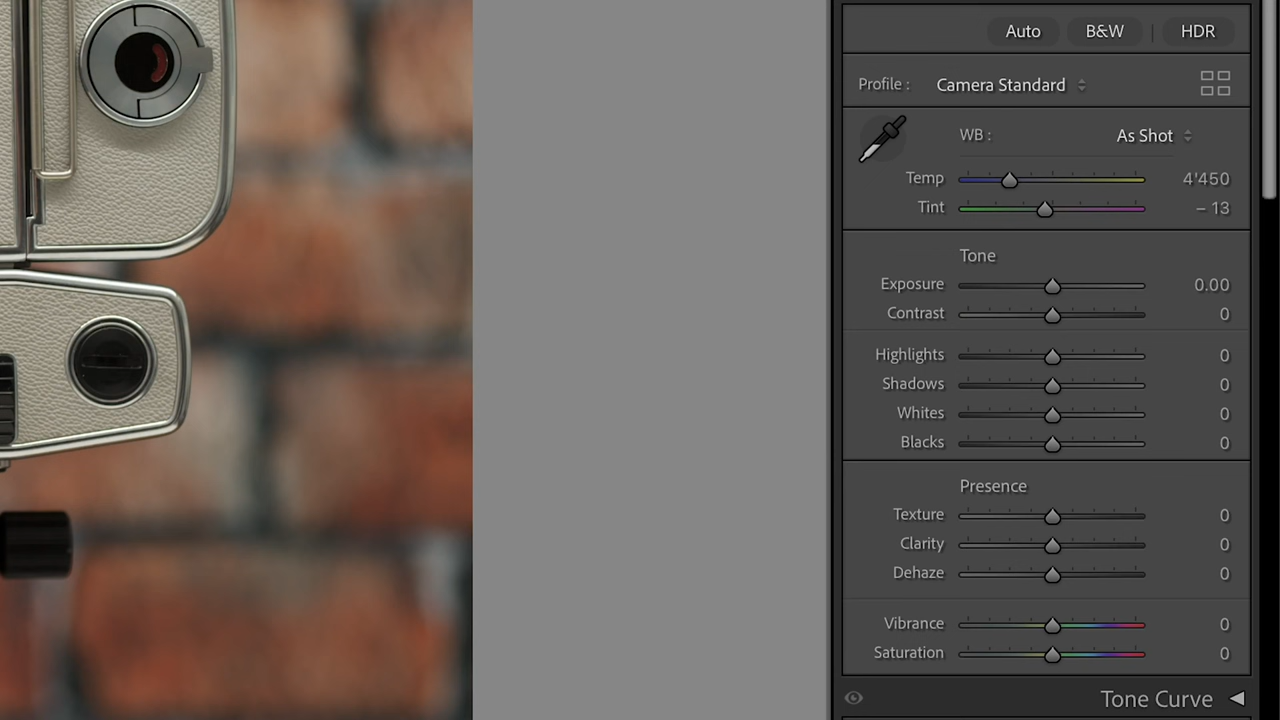 Auto B&W | HDR
Profile : Camera Standard
WB : As Shot
Temp 4'450
Tint – 13
Tone
Exposure 0.00
Contrast 0
Highlights 0
Shadows 0
Whites 0
Blacks 0
Presence
Texture 0
Clarity 0
Dehaze 0
Vibrance 0
Saturation 0
Tone Curve